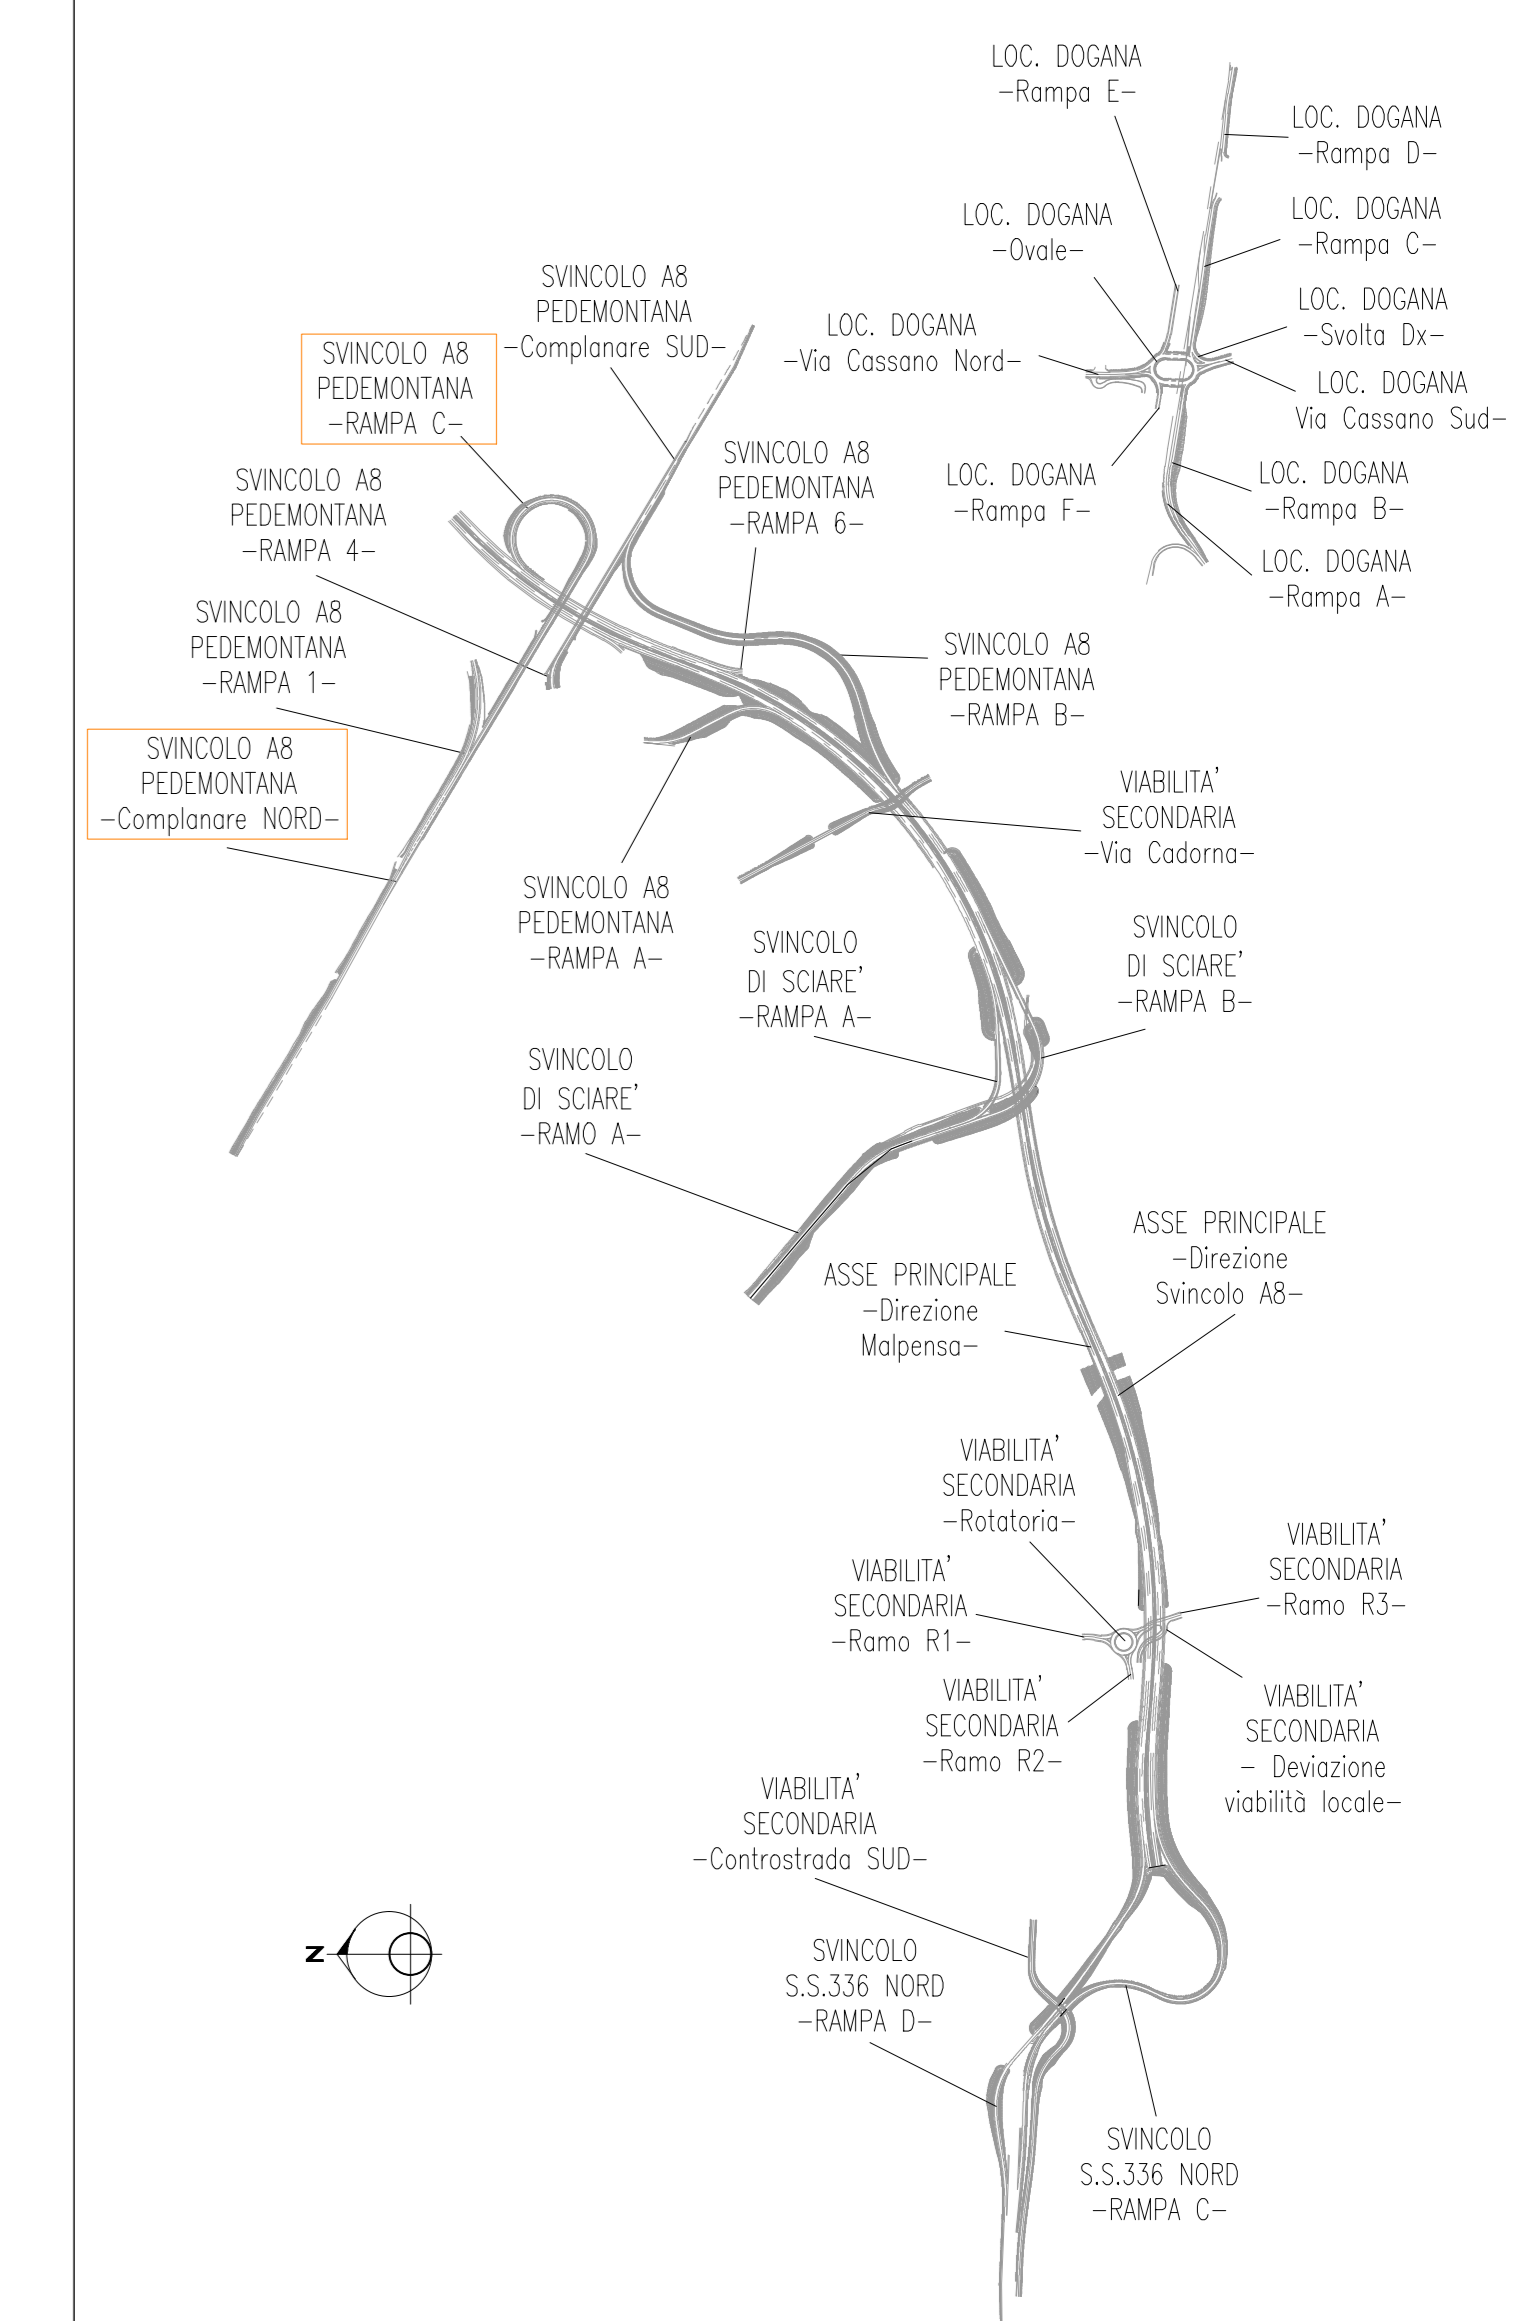 LOC. DOGANA
-Rampa E-
LOC. DOGANA
-Rampa D-
LOC. DOGANA
-Ovale-
LOC. DOGANA
-Rampa C-
SVINCOLO A8
PEDEMONTANA
-Complanare SUD-
LOC. DOGANA
-Svolta Dx-
LOC. DOGANA
-Via Cassano Nord-
SVINCOLO A8
PEDEMONTANA
-RAMPA C-
LOC. DOGANA
Via Cassano Sud-
SVINCOLO A8
PEDEMONTANA
-RAMPA 6-
LOC. DOGANA
-Rampa F-
LOC. DOGANA
-Rampa B-
SVINCOLO A8
PEDEMONTANA
-RAMPA 4-
LOC. DOGANA
-Rampa A-
SVINCOLO A8
PEDEMONTANA
-RAMPA 1-
SVINCOLO A8
PEDEMONTANA
-RAMPA B-
SVINCOLO A8
PEDEMONTANA
-Complanare NORD-
VIABILITA'
SECONDARIA
-Via Cadorna-
SVINCOLO A8
PEDEMONTANA
-RAMPA A-
SVINCOLO
DI SCIARE'
-RAMPA A-
SVINCOLO
DI SCIARE'
-RAMPA B-
SVINCOLO
DI SCIARE'
-RAMO A-
ASSE PRINCIPALE
-Direzione
Svincolo A8-
ASSE PRINCIPALE
-Direzione
Malpensa-
VIABILITA'
SECONDARIA
-Rotatoria-
VIABILITA'
SECONDARIA
-Ramo R3-
VIABILITA'
SECONDARIA
-Ramo R1-
VIABILITA'
SECONDARIA
-Ramo R2-
VIABILITA'
SECONDARIA
- Deviazione
viabilità locale-
VIABILITA'
SECONDARIA
-Controstrada SUD-
N
SVINCOLO
S.S.336 NORD
-RAMPA D-
SVINCOLO
S.S.336 NORD
-RAMPA C-